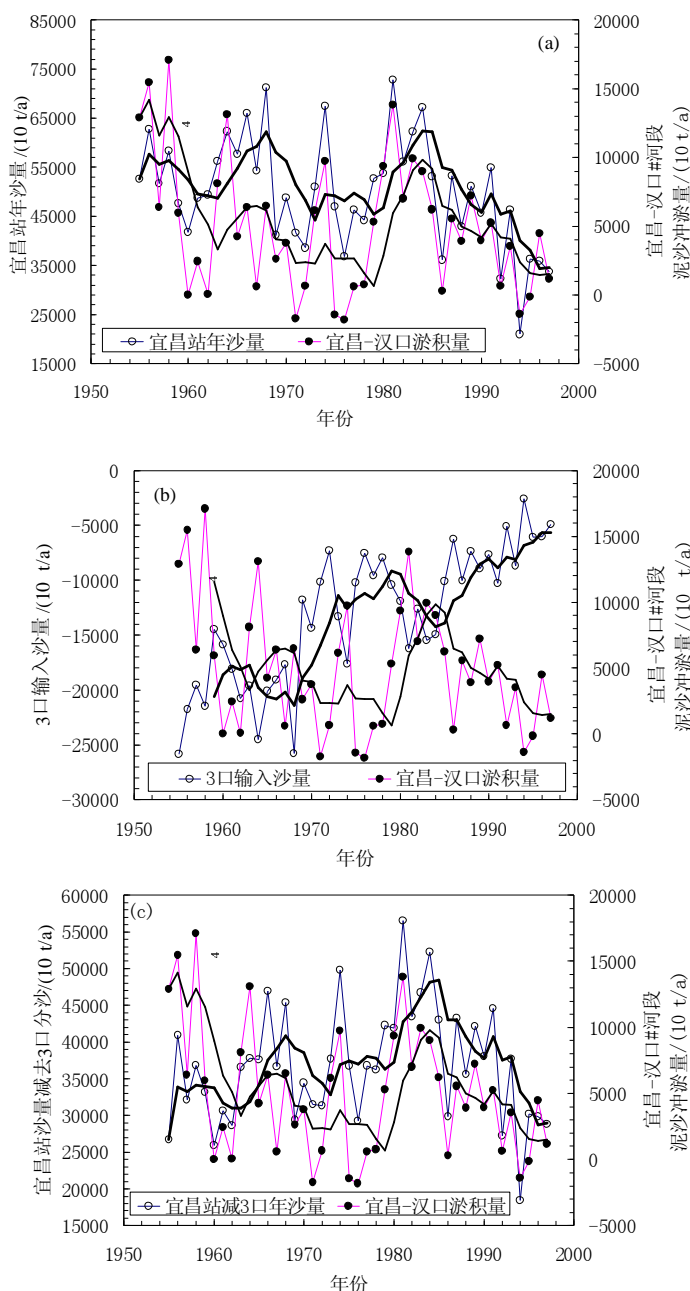 (a)
85000
75000
65000
55000
45000
35000
25000
15000
20000
15000
10000
5000
0
-5000
宜昌站年沙量/(10 t/a)
4
宜昌-汉口#河段
泥沙冲淤量/(10 t/a)
宜昌站年沙量
宜昌-汉口淤积量
1950 1960 1970 1980 1990 2000
年份
(b)
0
-5000
-10000
-15000
-20000
-25000
-30000
20000
15000
10000
5000
0
-5000
3口输入沙量/(10 t/a)
4
宜昌-汉口#河段
泥沙冲淤量/(10 t/a)
3口输入沙量
宜昌-汉口淤积量
1950 1960 1970 1980 1990 2000
年份
(c)
60000
55000
50000
45000
40000
35000
30000
25000
20000
15000
20000
15000
10000
5000
0
-5000
宜昌站沙量减去3口分沙/(10 t/a)
4
宜昌-汉口#河段
泥沙冲淤量/(10 t/a)
宜昌站减3口年沙量
宜昌-汉口淤积量
1950 1960 1970 1980 1990 2000
年份